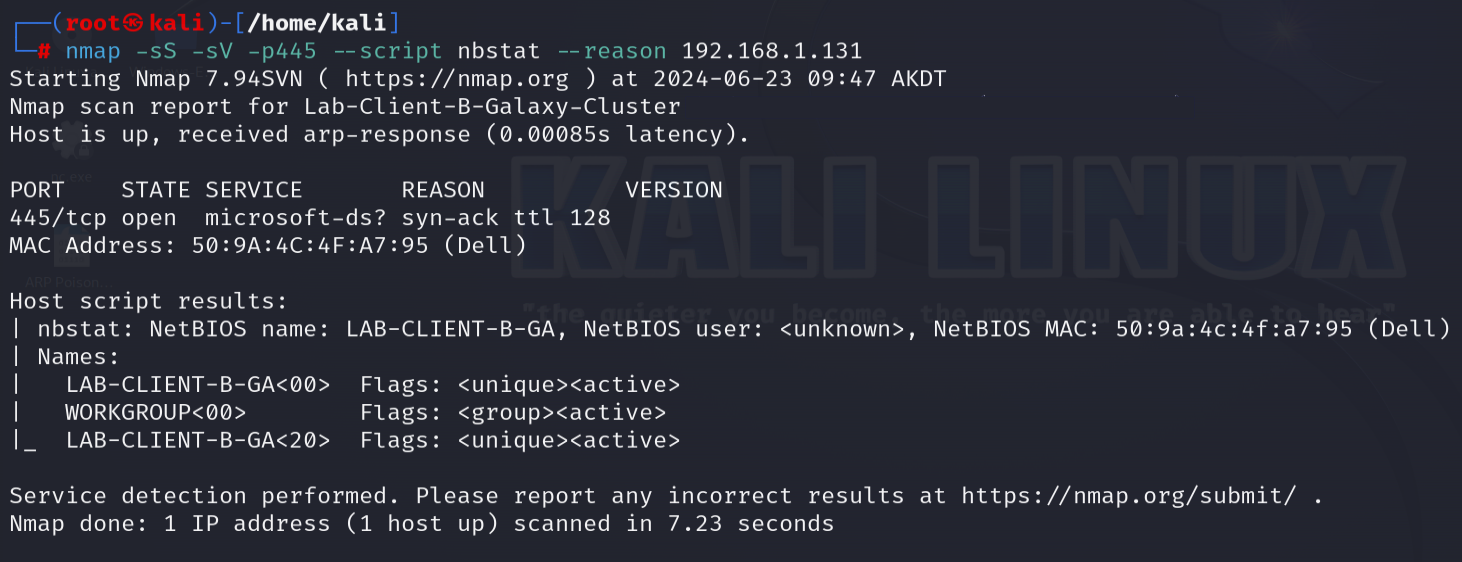 ┌──(root㉿kali)-[/home/kali]
└─# nmap -sS -sV -p445 --script nbstat --reason 192.168.1.131
Starting Nmap 7.94SVN ( https://nmap.org ) at 2024-06-23 09:47 AKDT
Nmap scan report for Lab-Client-B-Galaxy-Cluster
Host is up, received arp-response (0.00085s latency).
PORT    STATE SERVICE       REASON          VERSION
445/tcp open  microsoft-ds? syn-ack ttl 128
MAC Address: 50:9A:4C:4F:A7:95 (Dell)
KALI LINUX
ARP Poison...
Host script results:
"the quieter you become, the more you are able to hear"
| nbstat: NetBIOS name: LAB-CLIENT-B-GA, NetBIOS user: <unknown>, NetBIOS MAC: 50:9a:4c:4f:a7:95 (Dell)
| Names:
|   LAB-CLIENT-B-GA<00>  Flags: <unique><active>
|   WORKGROUP<00>        Flags: <group><active>
|_  LAB-CLIENT-B-GA<20>  Flags: <unique><active>
Service detection performed. Please report any incorrect results at https://nmap.org/submit/ .
Nmap done: 1 IP address (1 host up) scanned in 7.23 seconds